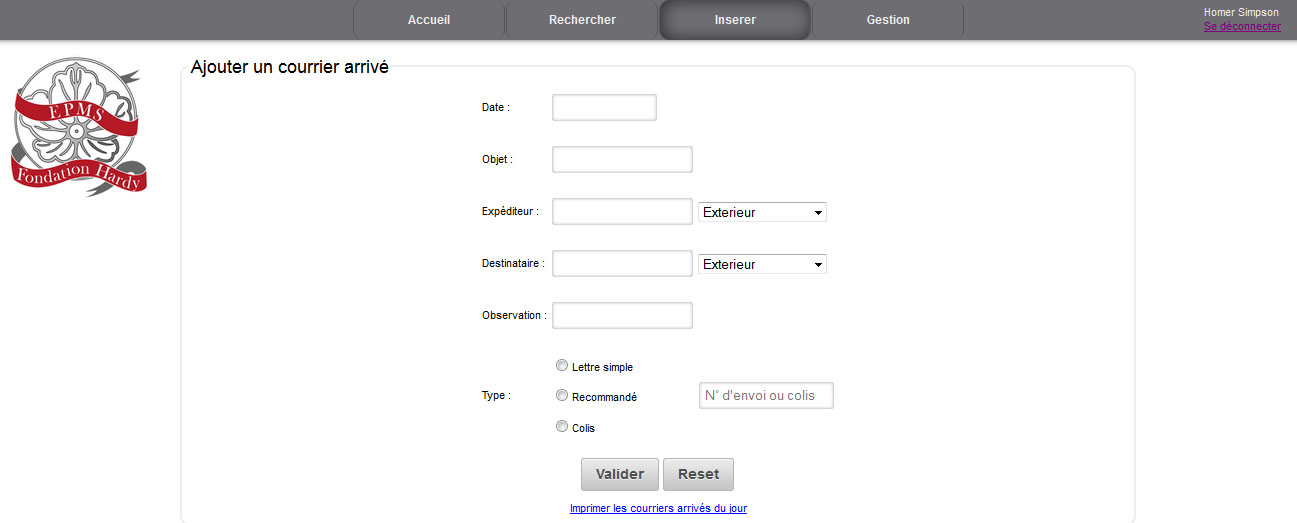 Accueil Rechercher Inserer Gestion
Homer Simpson
Se déconnecter
EPMS
Fondation Hardy
Ajouter un courrier arrivé
Date :
Objet :
Expéditeur : Exterieur
Destinataire : Exterieur
Observation :
Lettre simple
Type : Recommandé N° d'envoi ou colis
Colis
Valider Reset
Imprimer les courriers arrivés du jour